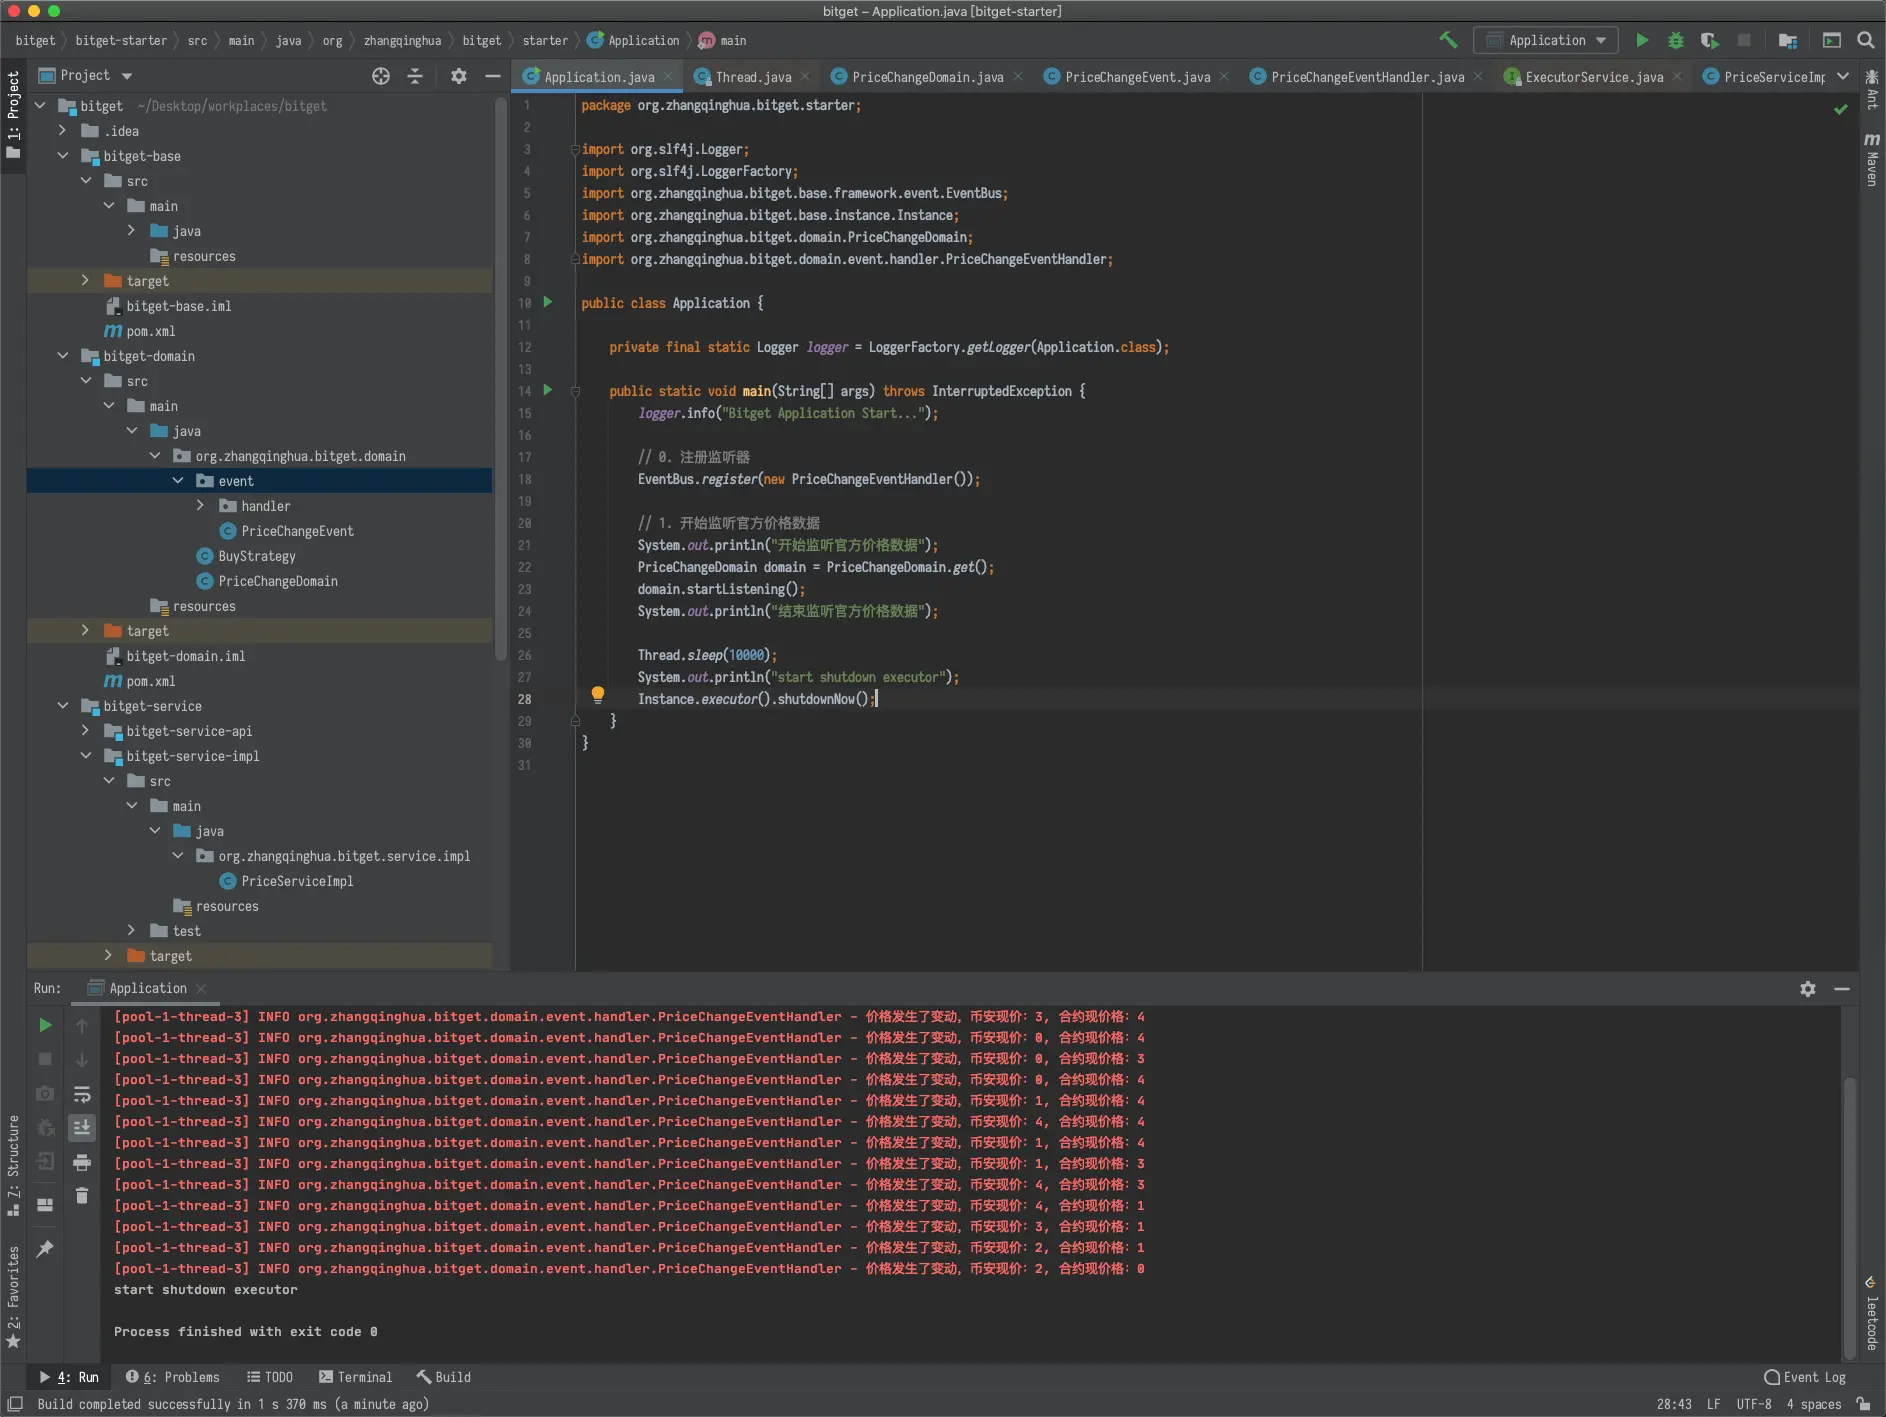 bitget – Application.java [bitget-starter]
bitget bitget-starter src main java org zhangqinghua bitget starter Application main
Application
Project
Application.java Thread.java PriceChangeDomain.java PriceChangeEvent.java PriceChangeEventHandler.java ExecutorService.java PriceServiceImp
1: Project
Ant
Maven
bitget ~/Desktop/workplaces/bitget
.idea
bitget-base
src
main
java
resources
target
bitget-base.iml
pom.xml
bitget-domain
src
main
java
org.zhangqinghua.bitget.domain
event
handler
PriceChangeEvent
BuyStrategy
PriceChangeDomain
resources
target
bitget-domain.iml
pom.xml
bitget-service
bitget-service-api
bitget-service-impl
src
main
java
org.zhangqinghua.bitget.service.impl
PriceServiceImpl
resources
test
target
1 package org.zhangqinghua.bitget.starter;
2
3 import org.slf4j.Logger;
4 import org.slf4j.LoggerFactory;
5 import org.zhangqinghua.bitget.base.framework.event.EventBus;
6 import org.zhangqinghua.bitget.base.instance.Instance;
7 import org.zhangqinghua.bitget.domain.PriceChangeDomain;
8 import org.zhangqinghua.bitget.domain.event.handler.PriceChangeEventHandler;
9
10 public class Application {
11
12 private final static Logger logger = LoggerFactory.getLogger(Application.class);
13
14 public static void main(String[] args) throws InterruptedException {
15 logger.info("Bitget Application Start...");
16
17 // 0. 注册监听器
18 EventBus.register(new PriceChangeEventHandler());
19
20 // 1. 开始监听官方价格数据
21 System.out.println("开始监听官方价格数据");
22 PriceChangeDomain domain = PriceChangeDomain.get();
23 domain.startListening();
24 System.out.println("结束监听官方价格数据");
25
26 Thread.sleep(10000);
27 System.out.println("start shutdown executor");
28 Instance.executor().shutdownNow();
29 }
30 }
31
Run: Application
[pool-1-thread-3] INFO org.zhangqinghua.bitget.domain.event.handler.PriceChangeEventHandler - 价格发生了变动，币安现价：3, 合约现价格：4
[pool-1-thread-3] INFO org.zhangqinghua.bitget.domain.event.handler.PriceChangeEventHandler - 价格发生了变动，币安现价：0, 合约现价格：4
[pool-1-thread-3] INFO org.zhangqinghua.bitget.domain.event.handler.PriceChangeEventHandler - 价格发生了变动，币安现价：0, 合约现价格：3
[pool-1-thread-3] INFO org.zhangqinghua.bitget.domain.event.handler.PriceChangeEventHandler - 价格发生了变动，币安现价：0, 合约现价格：4
[pool-1-thread-3] INFO org.zhangqinghua.bitget.domain.event.handler.PriceChangeEventHandler - 价格发生了变动，币安现价：1, 合约现价格：4
[pool-1-thread-3] INFO org.zhangqinghua.bitget.domain.event.handler.PriceChangeEventHandler - 价格发生了变动，币安现价：4, 合约现价格：4
[pool-1-thread-3] INFO org.zhangqinghua.bitget.domain.event.handler.PriceChangeEventHandler - 价格发生了变动，币安现价：1, 合约现价格：4
[pool-1-thread-3] INFO org.zhangqinghua.bitget.domain.event.handler.PriceChangeEventHandler - 价格发生了变动，币安现价：1, 合约现价格：3
[pool-1-thread-3] INFO org.zhangqinghua.bitget.domain.event.handler.PriceChangeEventHandler - 价格发生了变动，币安现价：4, 合约现价格：3
[pool-1-thread-3] INFO org.zhangqinghua.bitget.domain.event.handler.PriceChangeEventHandler - 价格发生了变动，币安现价：4, 合约现价格：1
[pool-1-thread-3] INFO org.zhangqinghua.bitget.domain.event.handler.PriceChangeEventHandler - 价格发生了变动，币安现价：3, 合约现价格：1
[pool-1-thread-3] INFO org.zhangqinghua.bitget.domain.event.handler.PriceChangeEventHandler - 价格发生了变动，币安现价：2, 合约现价格：1
[pool-1-thread-3] INFO org.zhangqinghua.bitget.domain.event.handler.PriceChangeEventHandler - 价格发生了变动，币安现价：2, 合约现价格：0
start shutdown executor
Process finished with exit code 0
Z: Structure
2: Favorites
leetcode
4: Run 6: Problems TODO Terminal Build Event Log
Build completed successfully in 1 s 370 ms (a minute ago) 28:43 LF UTF-8 4 spaces